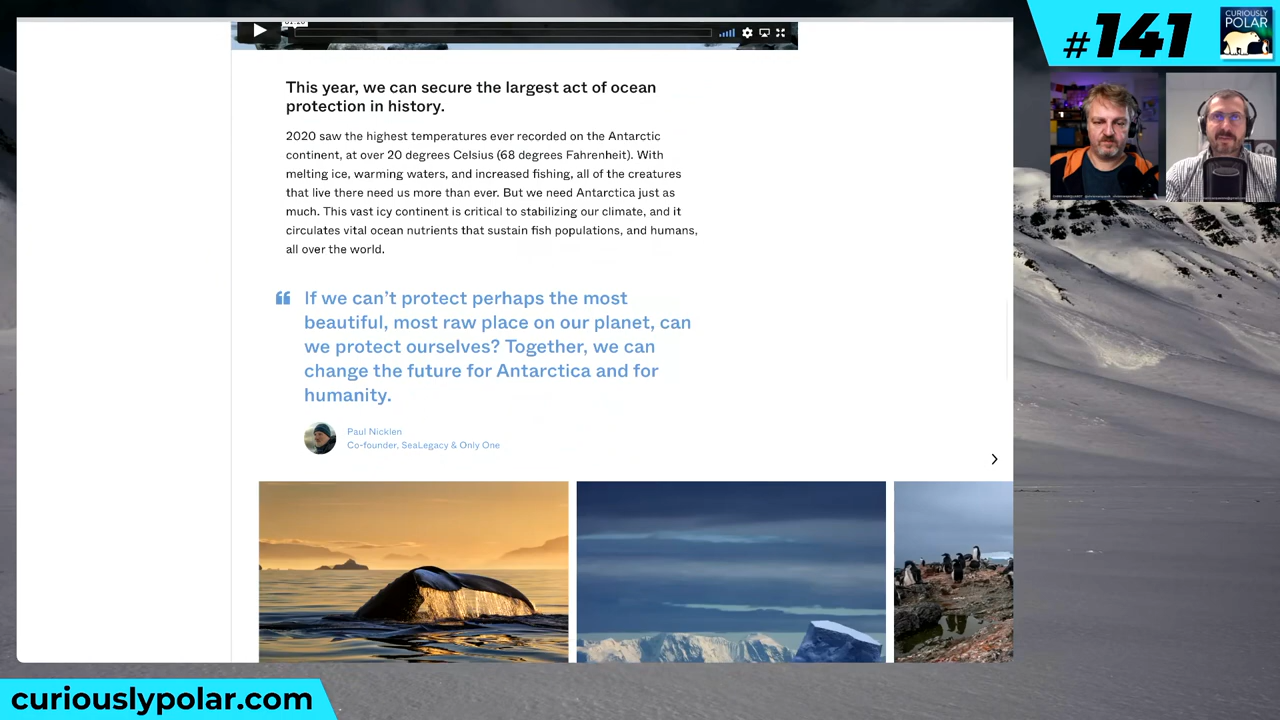 #141
CURIOUSLY
POLAR
This year, we can secure the largest act of ocean
protection in history.
2020 saw the highest temperatures ever recorded on the Antarctic
continent, at over 20 degrees Celsius (68 degrees Fahrenheit). With
melting ice, warming waters, and increased fishing, all of the creatures
that live there need us more than ever. But we need Antarctica just as
much. This vast icy continent is critical to stabilizing our climate, and it
circulates vital ocean nutrients that sustain fish populations, and humans,
all over the world.
“ If we can’t protect perhaps the most
beautiful, most raw place on our planet, can
we protect ourselves? Together, we can
change the future for Antarctica and for
humanity.
Paul Nicklen
Co-founder, SeaLegacy & Only One
curiouslypolar.com